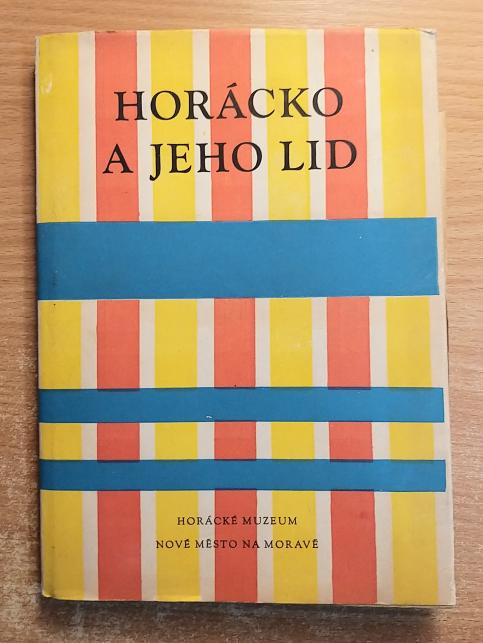 HORÁCKO
A JEHO LID
HORÁCKÉ MUZEUM
NOVÉ MĚSTO NA MORAVĚ